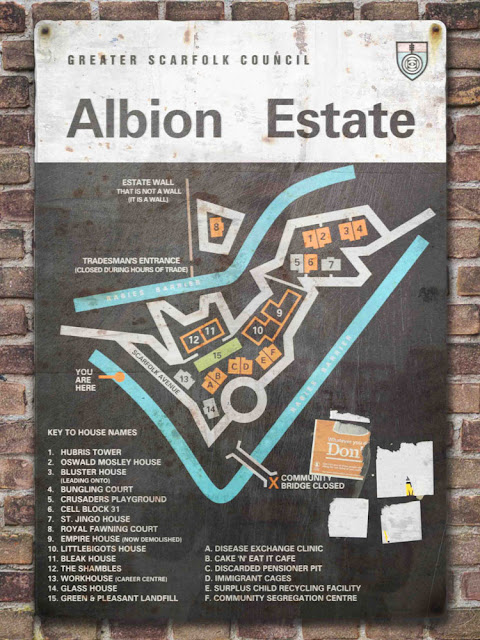 GREATER SCARFOLK COUNCIL
Albion Estate
ESTATE WALL
THAT IS NOT A WALL
(IT IS A WALL)
8
1 2
3 4
TRADESMAN'S ENTRANCE
(CLOSED DURING HOURS OF TRADE)
5 6 7
RABIES BARRIER
9
10
12 11
15
SCARFOLK AVENUE
RABIES BARRIER
13
A B
C D
E F
YOU
ARE
HERE
14
Don'
KEY TO HOUSE NAMES
X COMMUNITY
BRIDGE CLOSED
1. HUBRIS TOWER
2. OSWALD MOSLEY HOUSE
3. BLUSTER HOUSE
(LEADING ONTO)
4. BUNGLING COURT
5. CRUSADERS PLAYGROUND
6. CELL BLOCK 31
7. ST. JINGO HOUSE
8. ROYAL FAWNING COURT
9. EMPIRE HOUSE (NOW DEMOLISHED)
10. LITTLEBIGOTS HOUSE
11. BLEAK HOUSE
12. THE SHAMBLES
13. WORKHOUSE (CAREER CENTRE)
14. GLASS HOUSE
15. GREEN & PLEASANT LANDFILL
A. DISEASE EXCHANGE CLINIC
B. CAKE 'N' EAT IT CAFE
C. DISCARDED PENSIONER PIT
D. IMMIGRANT CAGES
E. SURPLUS CHILD RECYCLING FACILITY
F. COMMUNITY SEGREGATION CENTRE